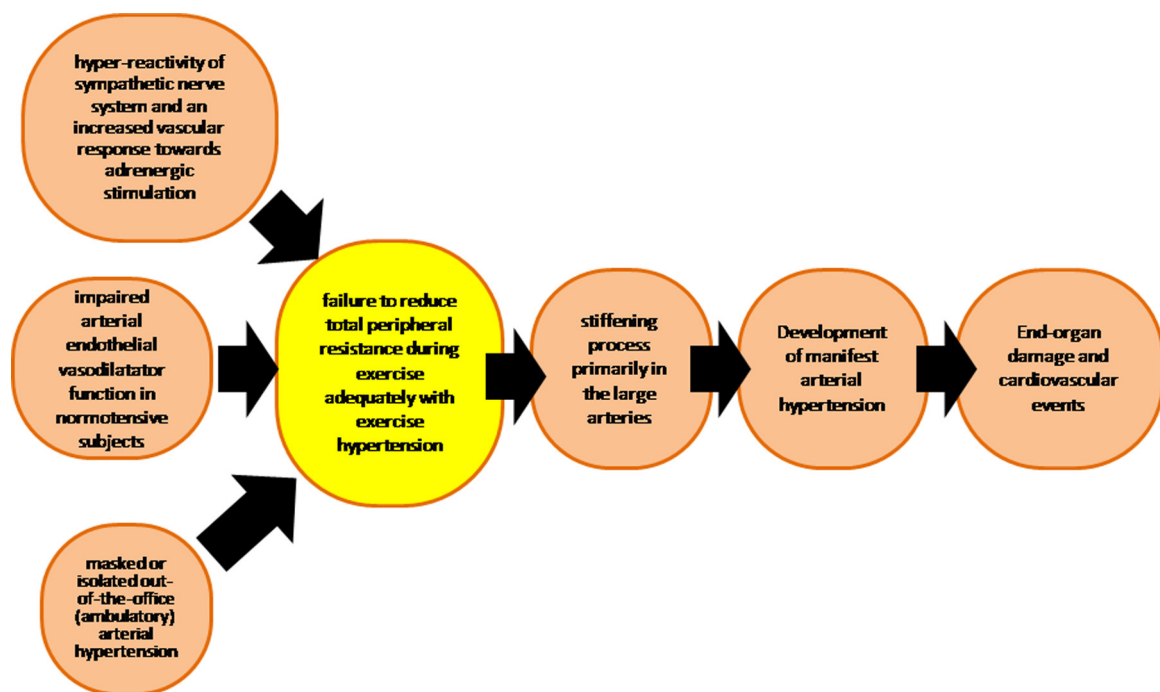 hyper-reactivity of
sympathetic nerve
system and an
increased vascular
response towards
adrenergic
stimulation
impaired
arterial
endothelial
vasodilatator
function in
normotensive
subjects
masked or
isolated out-
of-the-office
(ambulatory)
arterial
hypertension
failure to reduce
total peripheral
resistance during
exercise
adequately with
exercise
hypertension
stiffening
process
primarily in
the large
arteries
Development
of manifest
arterial
hypertension
End-organ
damage and
cardiovascular
events